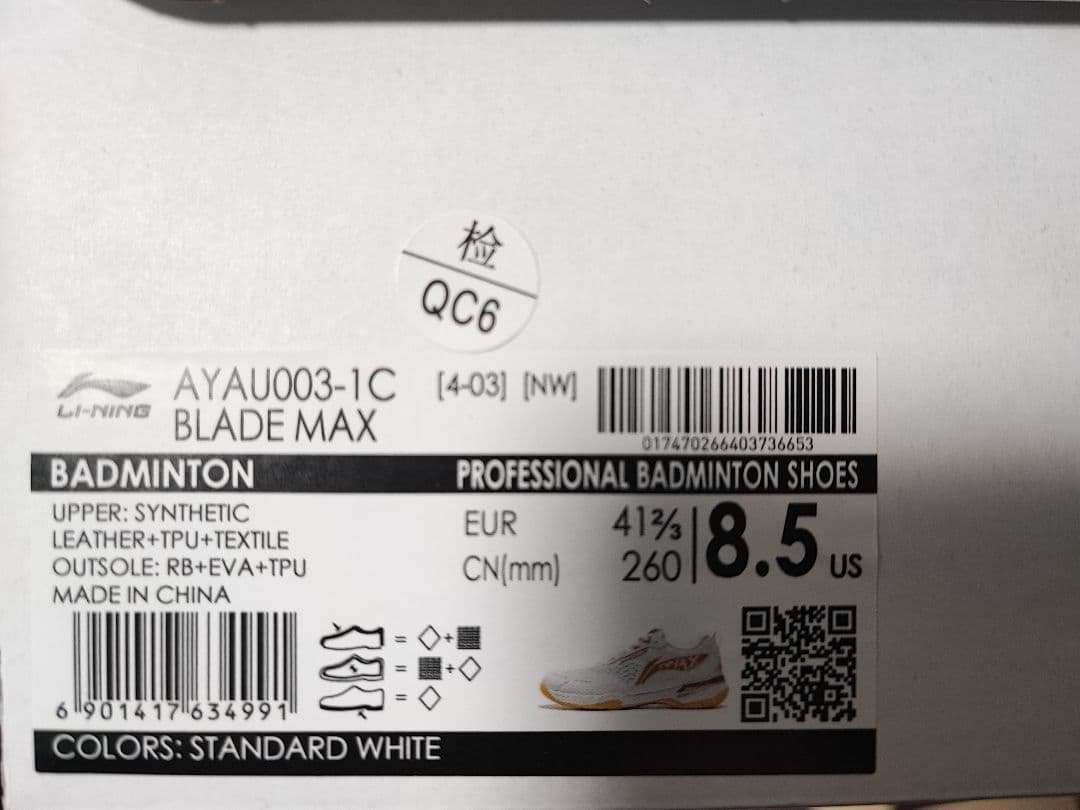 检
QC6
LI-NING
AYAU003-1C [4-03] [NW]
BLADE MAX
017470266403736653
BADMINTON PROFESSIONAL BADMINTON SHOES
UPPER: SYNTHETIC
LEATHER+TPU+TEXTILE
OUTSOLE: RB+EVA+TPU
MADE IN CHINA
EUR 41⅔
CN(mm) 260
8.5 US
= +
= +
=
6 901417 634991
COLORS: STANDARD WHITE